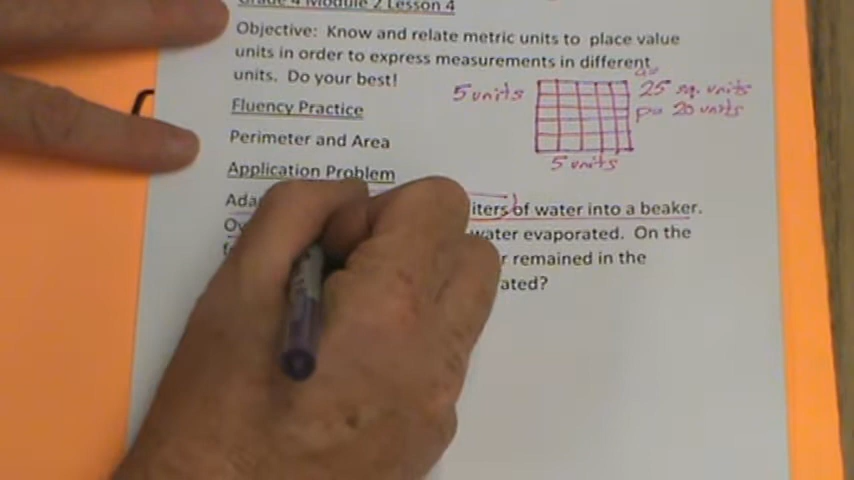 Grade 4 Module 2 Lesson 4
Objective: Know and relate metric units to place value
units in order to express measurements in different
units. Do your best!
a=
5 units
25 sq. units
p= 20 units
5 units
Fluency Practice
Perimeter and Area
Application Problem
of water into a beaker.
water evaporated. On the
remained in the